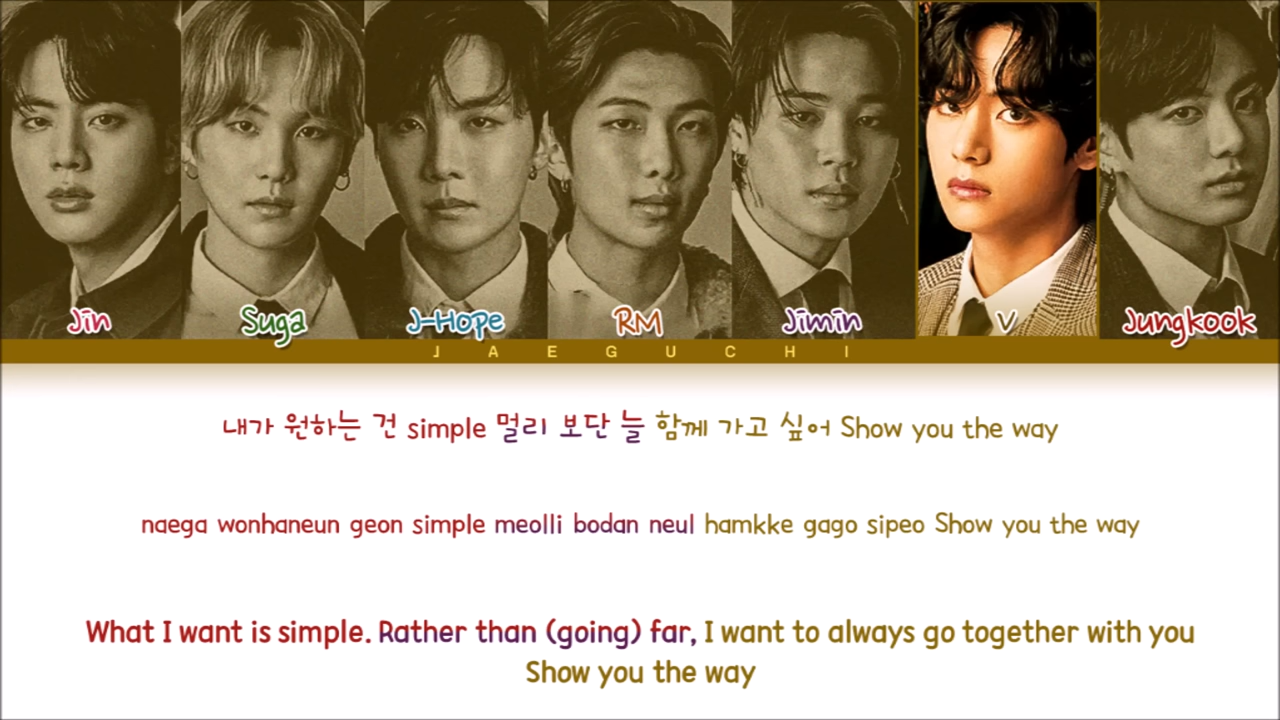 Jin Suga J-Hope RM Jimin V Jungkook
J A E G U C H I
내가 원하는 건 simple 멀리 보단 늘 함께 가고 싶어 Show you the way
naega wonhaneun geon simple meolli bodan neul hamkke gago sipeo Show you the way
What I want is simple. Rather than (going) far, I want to always go together with you
Show you the way